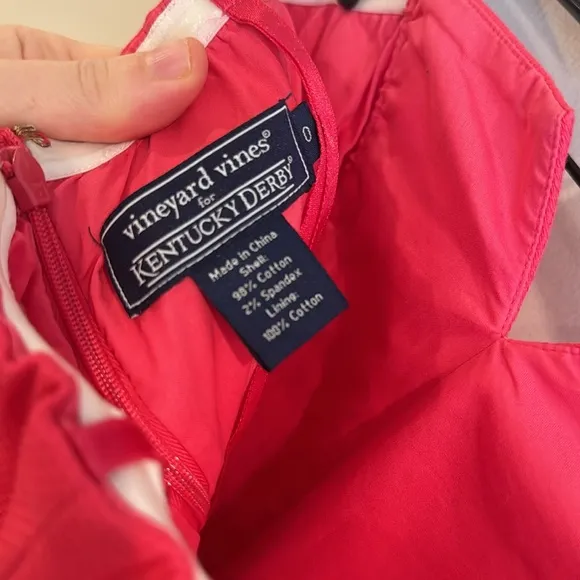 vineyard vines®
for
KENTUCKY DERBY®
0
Made in China
Shell:
98% Cotton
2% Spandex
Lining:
100% Cotton